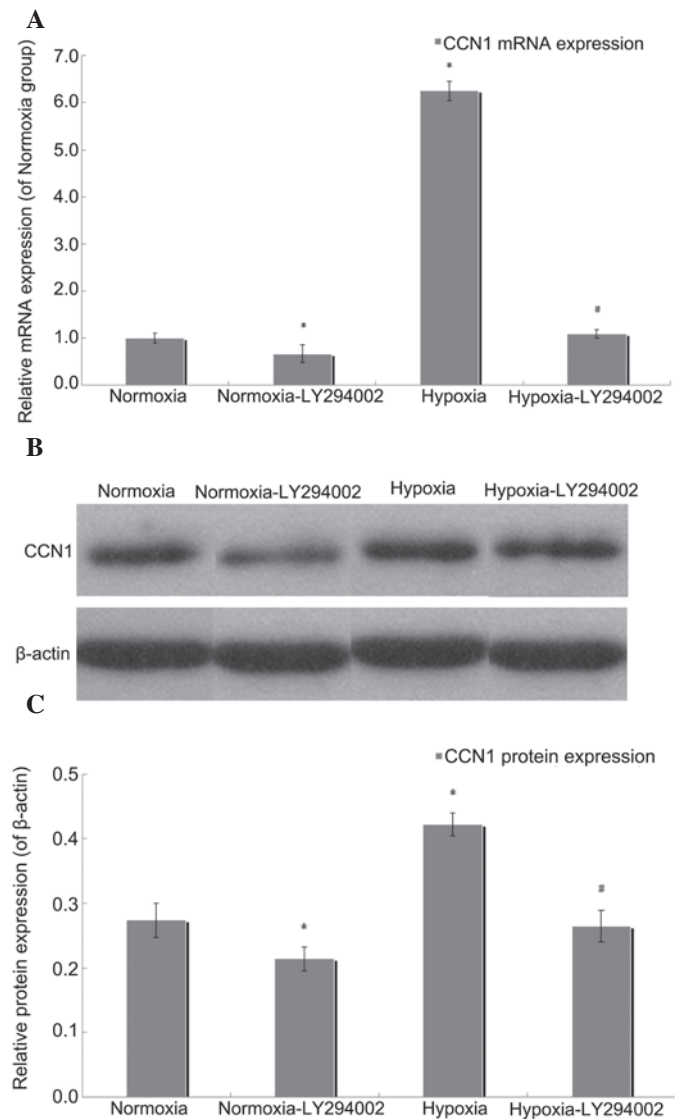 A
■CCN1 mRNA expression
Relative mRNA expression (of Normoxia group)
7.0
6.0
5.0
4.0
3.0
2.0
1.0
0.0
*
*
#
Normoxia Normoxia-LY294002 Hypoxia Hypoxia-LY294002
B
Normoxia Normoxia-LY294002 Hypoxia Hypoxia-LY294002
CCN1
β-actin
C
■CCN1 protein expression
Relative protein expression (of β-actin)
0.5
0.4
0.3
0.2
0.1
0.0
*
*
#
Normoxia Normoxia-LY294002 Hypoxia Hypoxia-LY294002